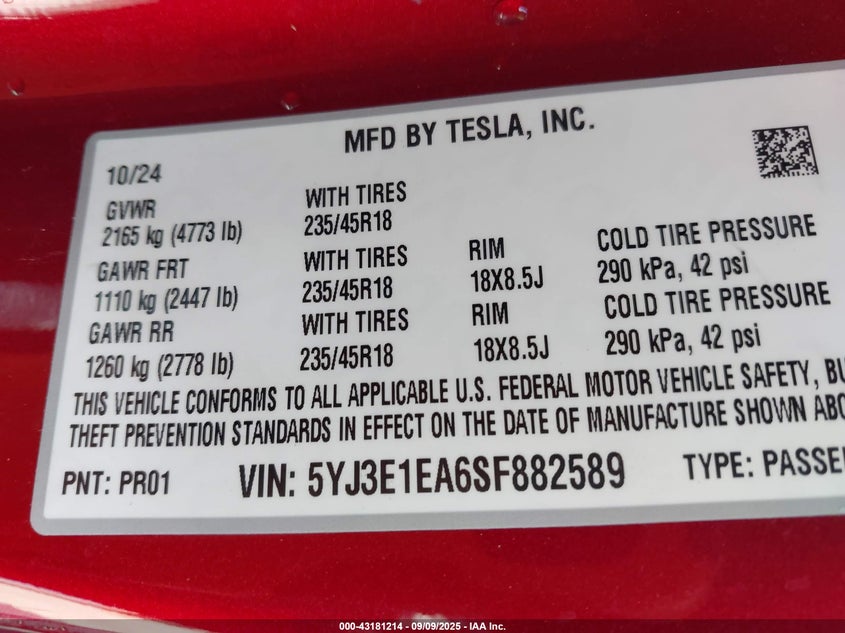 MFD BY TESLA, INC.
10/24
GVWR
2165 kg (4773 lb)
WITH TIRES
235/45R18
GAWR FRT
1110 kg (2447 lb)
WITH TIRES
235/45R18
RIM
18X8.5J
COLD TIRE PRESSURE
290 kPa, 42 psi
GAWR RR
1260 kg (2778 lb)
WITH TIRES
235/45R18
RIM
18X8.5J
COLD TIRE PRESSURE
290 kPa, 42 psi
THIS VEHICLE CONFORMS TO ALL APPLICABLE U.S. FEDERAL MOTOR VEHICLE SAFETY, BU
THEFT PREVENTION STANDARDS IN EFFECT ON THE DATE OF MANUFACTURE SHOWN ABO
PNT: PR01 VIN: 5YJ3E1EA6SF882589 TYPE: PASSE
000-43181214 - 09/09/2025 - IAA Inc.